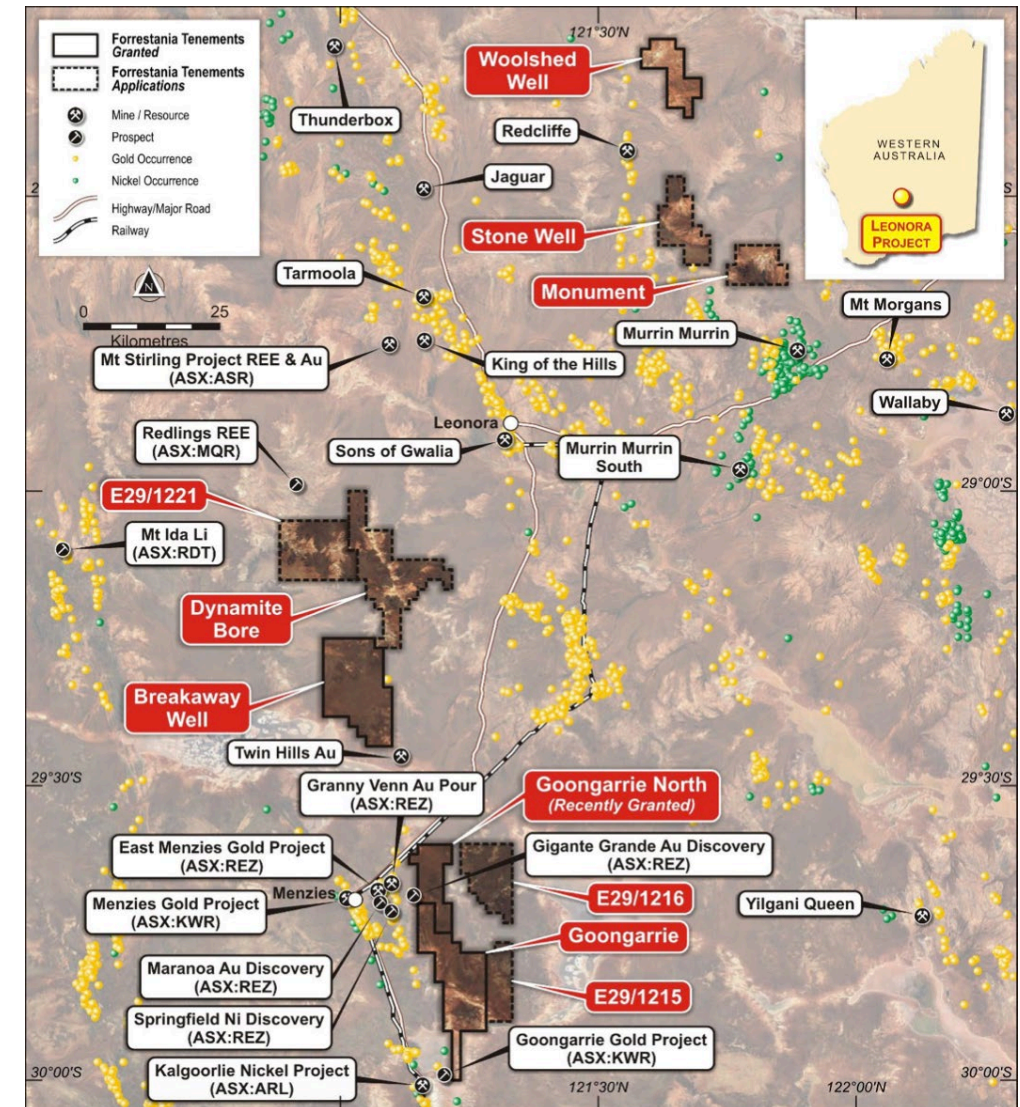 Forrestania Tenements
Granted
Forrestania Tenements
Applications
Mine / Resource
Prospect
Gold Occurrence
Nickel Occurrence
Highway/Major Road
Railway
121°30'N
Woolshed
Well
Thunderbox
Redcliffe
Jaguar
WESTERN
AUSTRALIA
LEONORA
PROJECT
2
S
Stone Well
Tarmoola
Monument
N
0
25
Kilometres
Mt Morgans
Murrin Murrin
Mt Stirling Project REE & Au
(ASX:ASR)
King of the Hills
Wallaby
Leonora
Redlings REE
(ASX:MQR)
Sons of Gwalia
Murrin Murrin
South
E29/1221
29°00'S
Mt Ida Li
(ASX:RDT)
Dynamite
Bore
Breakaway
Well
Twin Hills Au
29°30'S
29°30'S
Granny Venn Au Pour
(ASX:REZ)
Goongarrie North
(Recently Granted)
East Menzies Gold Project
(ASX:REZ)
Gigante Grande Au Discovery
(ASX:REZ)
Menzies
Menzies Gold Project
(ASX:KWR)
E29/1216
Yilgani Queen
Goongarrie
Maranoa Au Discovery
(ASX:REZ)
E29/1215
Springfield Ni Discovery
(ASX:REZ)
Goongarrie Gold Project
(ASX:KWR)
Kalgoorlie Nickel Project
(ASX:ARL)
30°00'S
30°00'S
121°30'N
122°00'N